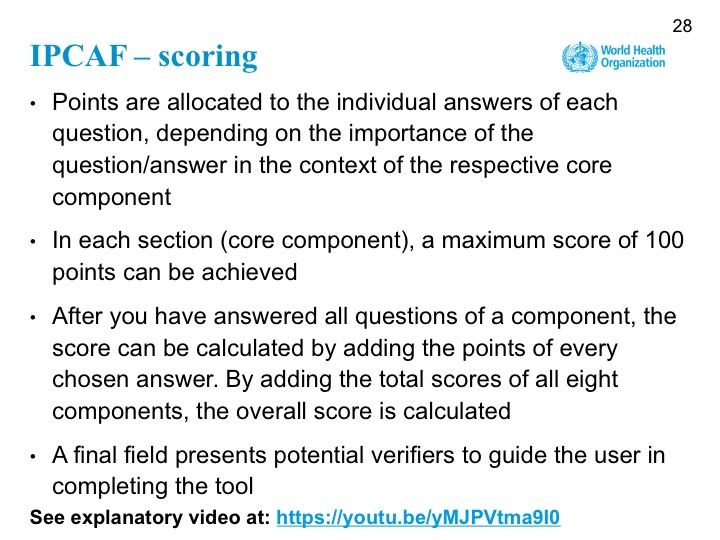 28
IPCAF – scoring
World Health
Organization
• Points are allocated to the individual answers of each
question, depending on the importance of the
question/answer in the context of the respective core
component
• In each section (core component), a maximum score of 100
points can be achieved
• After you have answered all questions of a component, the
score can be calculated by adding the points of every
chosen answer. By adding the total scores of all eight
components, the overall score is calculated
• A final field presents potential verifiers to guide the user in
completing the tool
See explanatory video at: https://youtu.be/yMJPVtma9I0